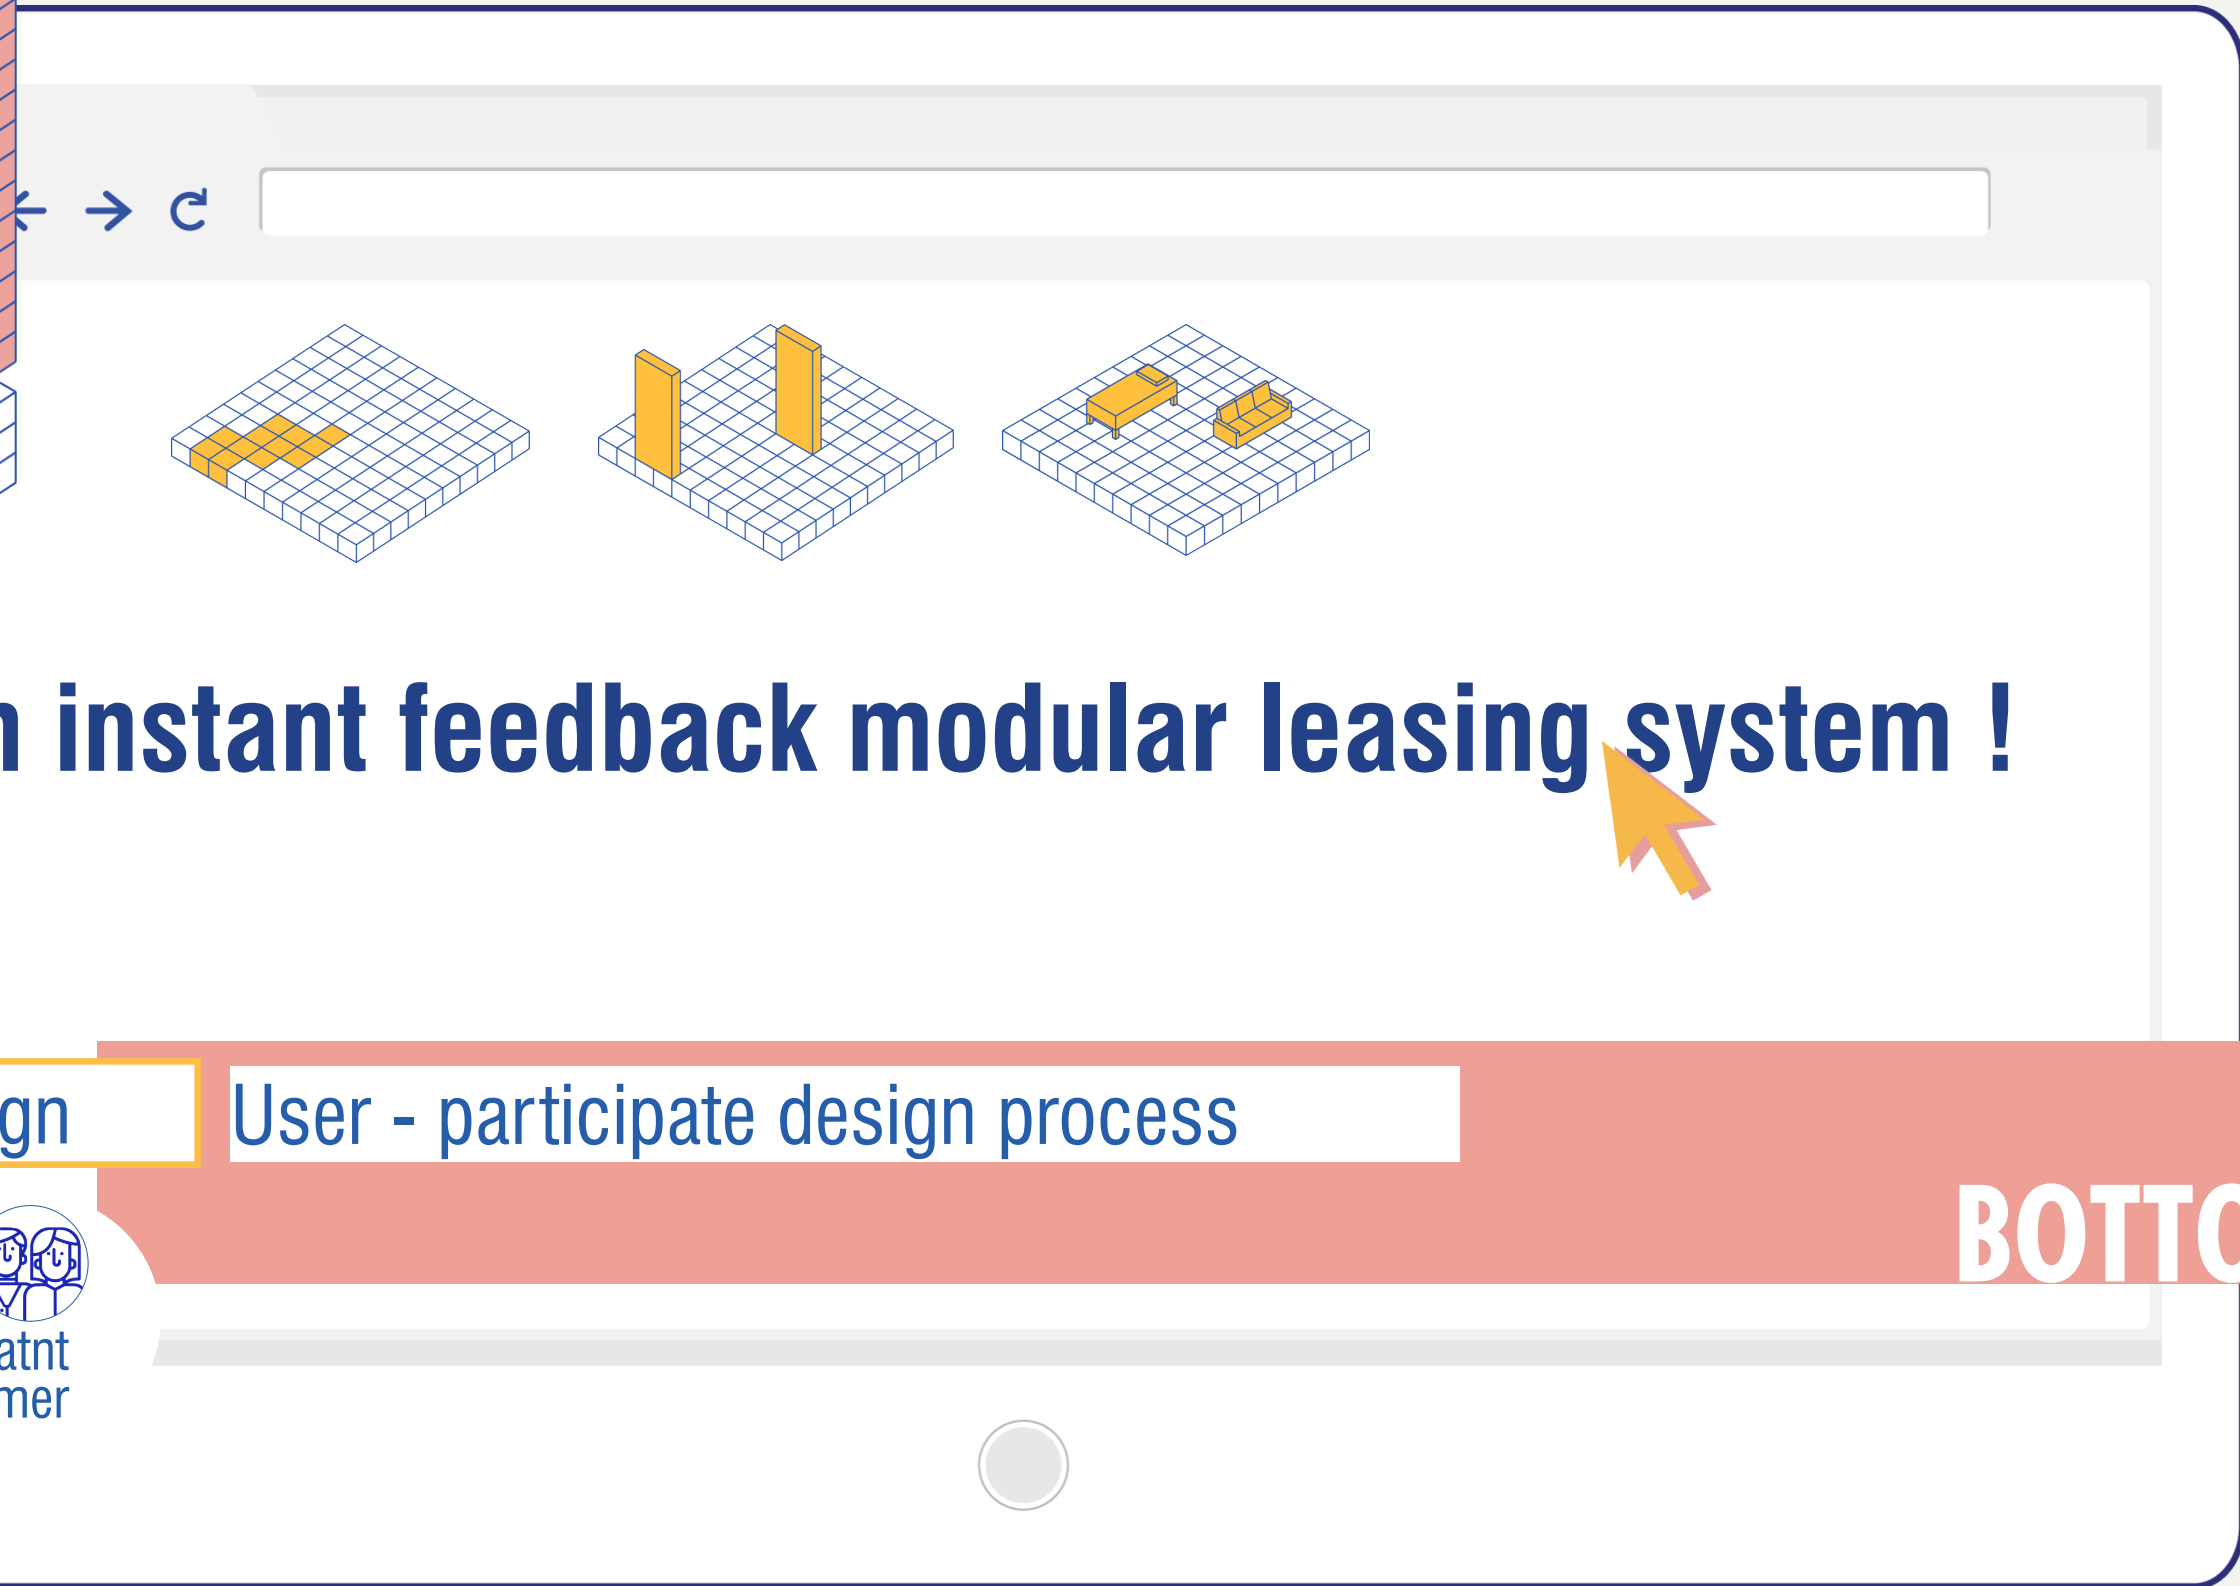 n instant feedback modular leasing system !
gn
User - participate design process
BOTTO
atnt
mer